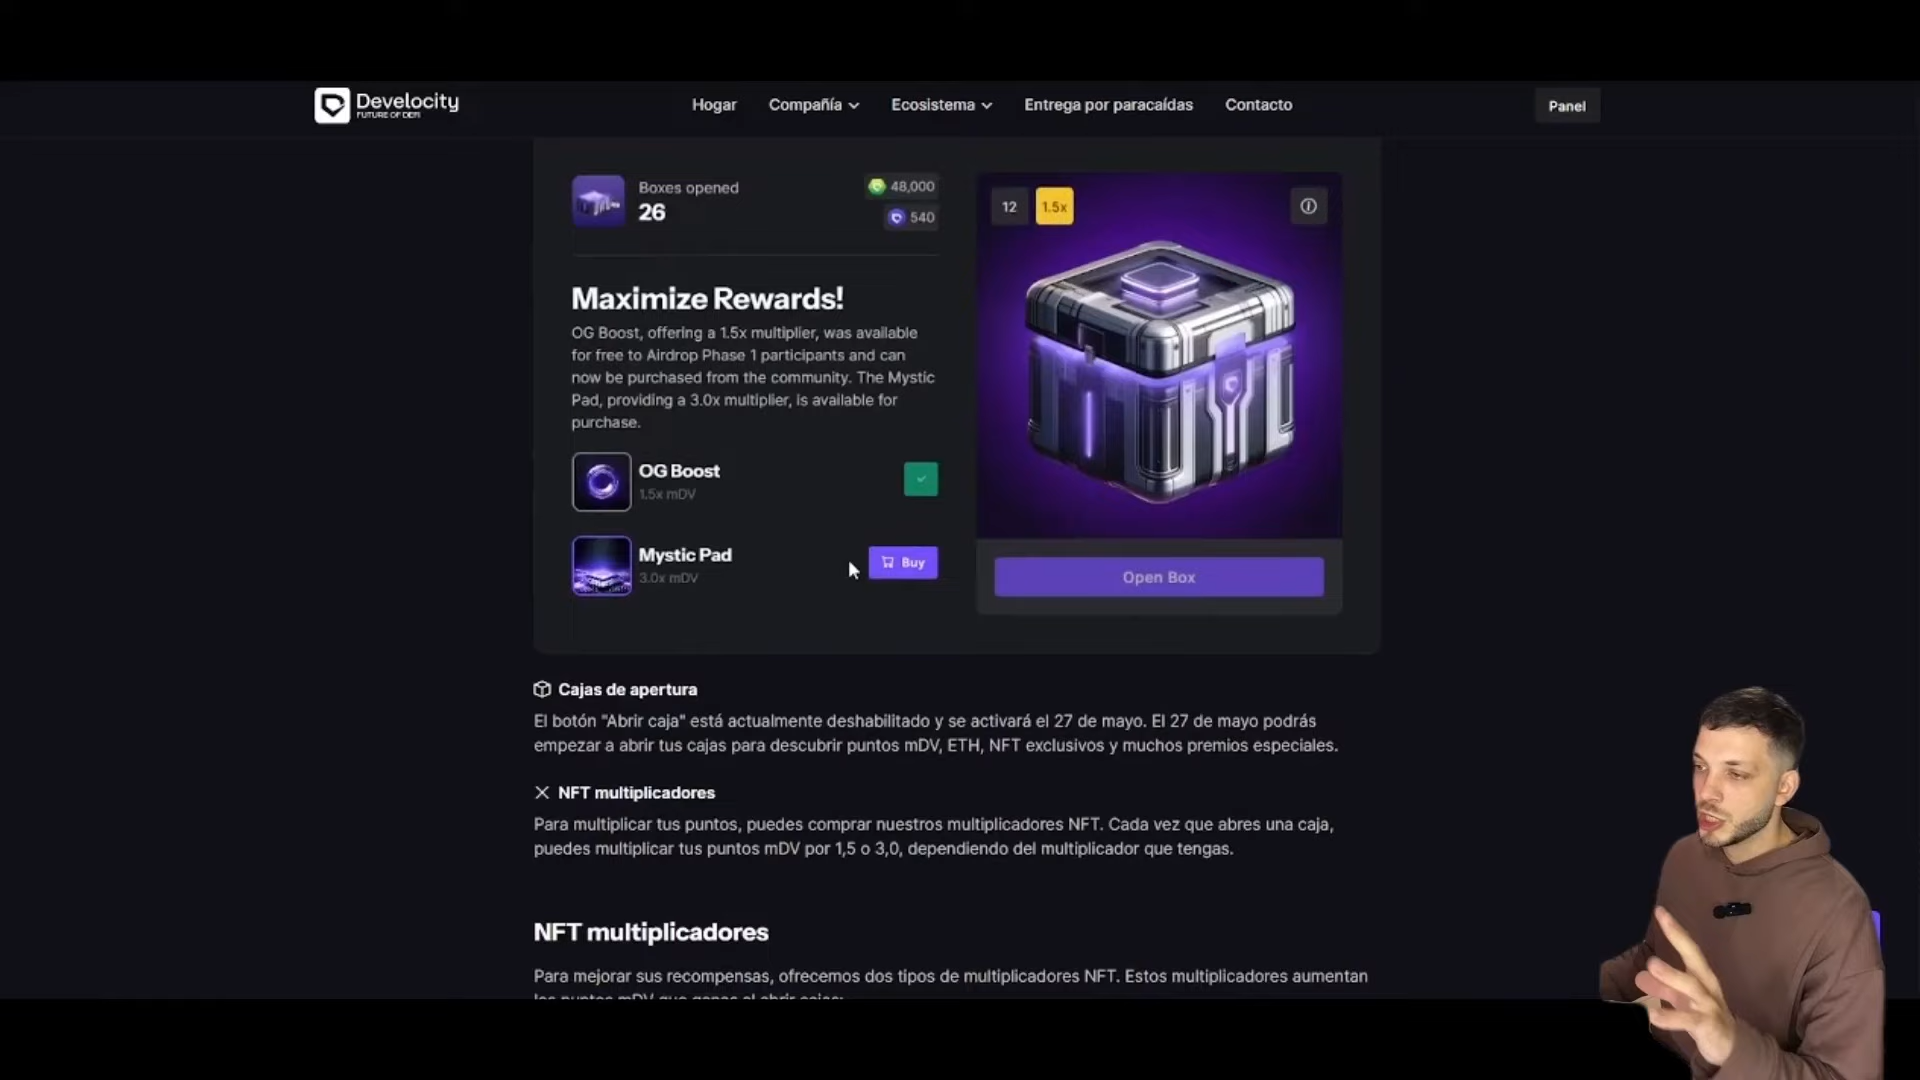 Develocity
FUTURE OF DEFI
Hogar
Compañía
Ecosistema
Entrega por paracaídas
Contacto
Panel
Boxes opened
26
48,000
540
Maximize Rewards!
OG Boost, offering a 1.5x multiplier, was available
for free to Airdrop Phase 1 participants and can
now be purchased from the community. The Mystic
Pad, providing a 3.0x multiplier, is available for
purchase.
OG Boost
1.5x mDV
Mystic Pad
3.0x mDV
Buy
12
1.5x
Open Box
Cajas de apertura
El botón "Abrir caja" está actualmente deshabilitado y se activará el 27 de mayo. El 27 de mayo podrás
empezar a abrir tus cajas para descubrir puntos mDV, ETH, NFT exclusivos y muchos premios especiales.
NFT multiplicadores
Para multiplicar tus puntos, puedes comprar nuestros multiplicadores NFT. Cada vez que abres una caja,
puedes multiplicar tus puntos mDV por 1,5 o 3,0, dependiendo del multiplicador que tengas.
NFT multiplicadores
Para mejorar sus recompensas, ofrecemos dos tipos de multiplicadores NFT. Estos multiplicadores aumentan
los puntos mDV que ganas al abrir cajas: